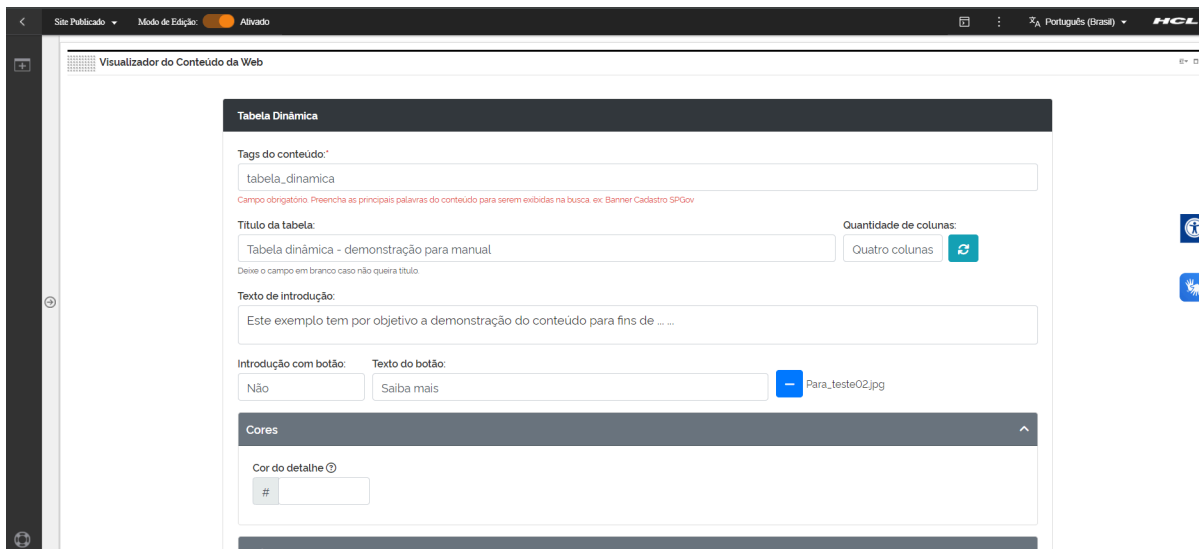 Site Publicado Modo de Edição: Ativado Português (Brasil) HCL
Visualizador do Conteúdo da Web
Tabela Dinâmica
Tags do conteúdo:*
tabela_dinamica
Campo obrigatório. Preencha as principais palavras do conteúdo para serem exibidas na busca. ex: Banner Cadastro SPGov
Título da tabela: Quantidade de colunas:
Tabela dinâmica - demonstração para manual Quatro colunas
Deixe o campo em branco caso não queira título.
Texto de introdução:
Este exemplo tem por objetivo a demonstração do conteúdo para fins de ... ...
Introdução com botão: Texto do botão:
Não Saiba mais Para_teste02.jpg
Cores
Cor do detalhe
#